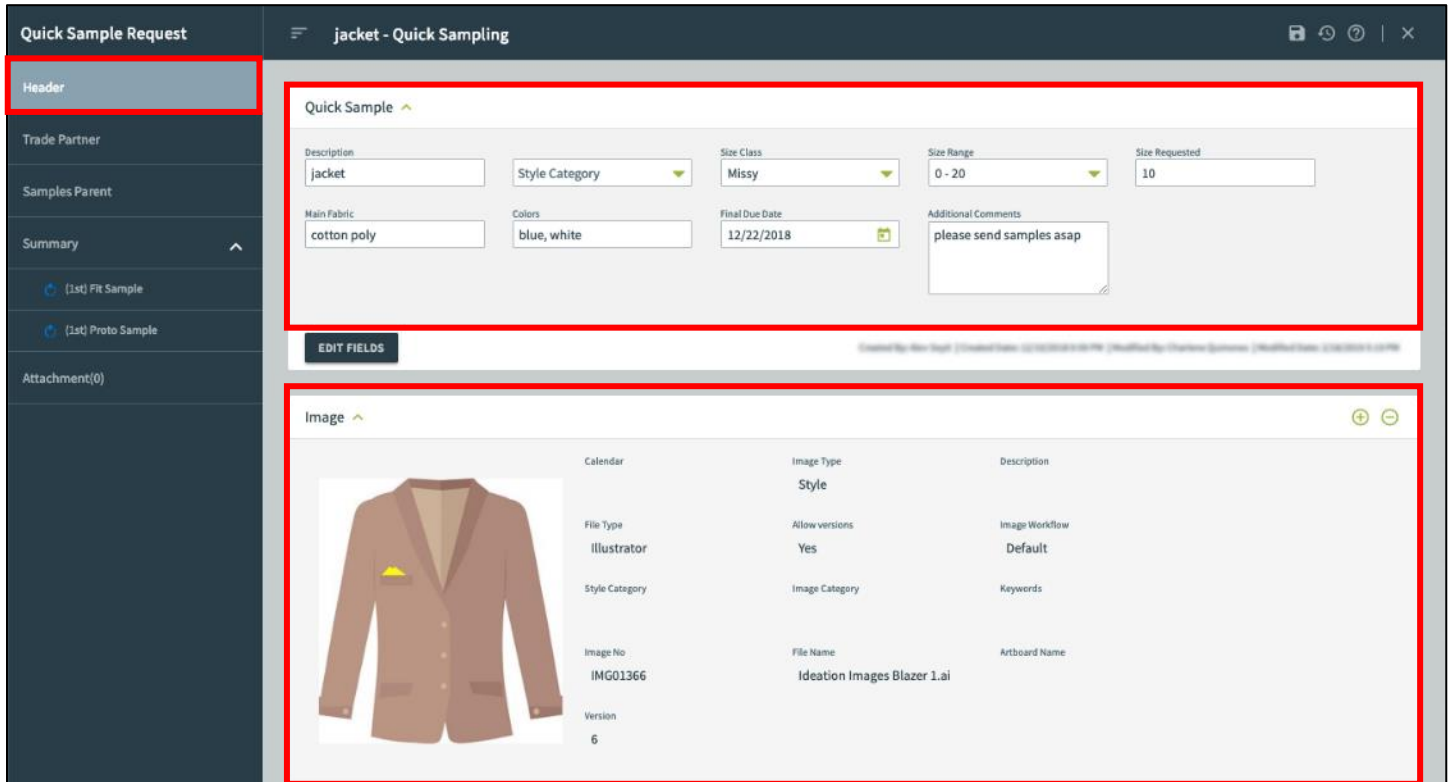 Quick Sample Request
jacket - Quick Sampling
Header
Trade Partner
Samples Parent
Summary
(1st) Fit Sample
(1st) Proto Sample
Attachment(0)
Quick Sample
Description
jacket
Style Category
Size Class
Missy
Size Range
0 - 20
Size Requested
10
Main Fabric
cotton poly
Colors
blue, white
Final Due Date
12/22/2018
Additional Comments
please send samples asap
EDIT FIELDS
Image
Calendar
Image Type
Style
Description
File Type
Illustrator
Allow versions
Yes
Image Workflow
Default
Style Category
Image Category
Keywords
Image No
IMG01366
File Name
Ideation Images Blazer 1.ai
Artboard Name
Version
6